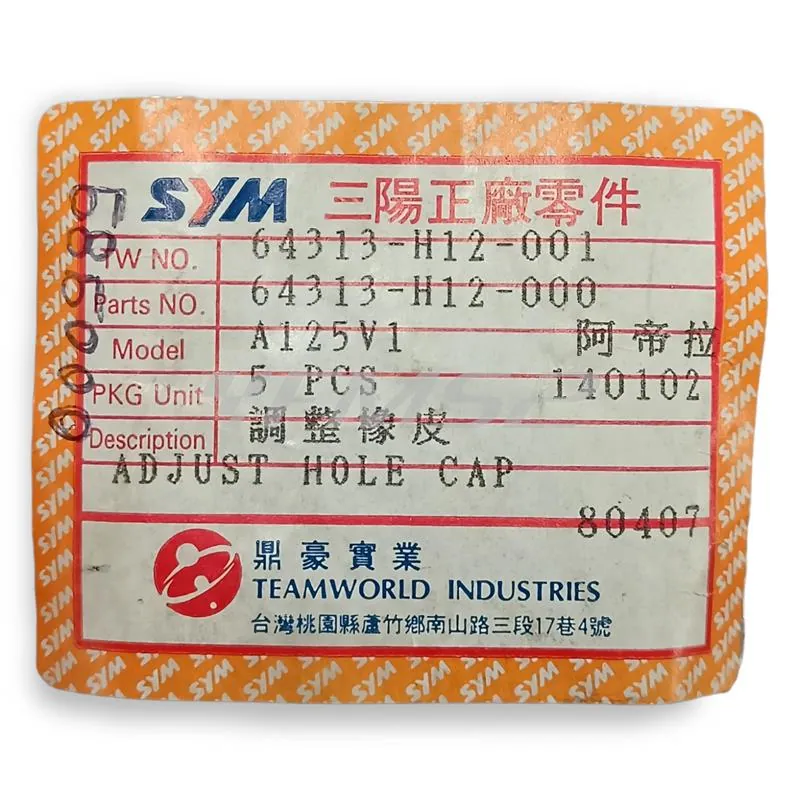 SYM 三陽正廠零件
TW NO. 64313-H12-001
Parts NO. 64313-H12-000
Model A125V1 阿帝拉
PKG Unit 5 PCS 140102
Description 調整橡皮
ADJUST HOLE CAP
80407
鼎豪實業
TEAMWORLD INDUSTRIES
台灣桃園縣蘆竹鄉南山路三段17巷4號